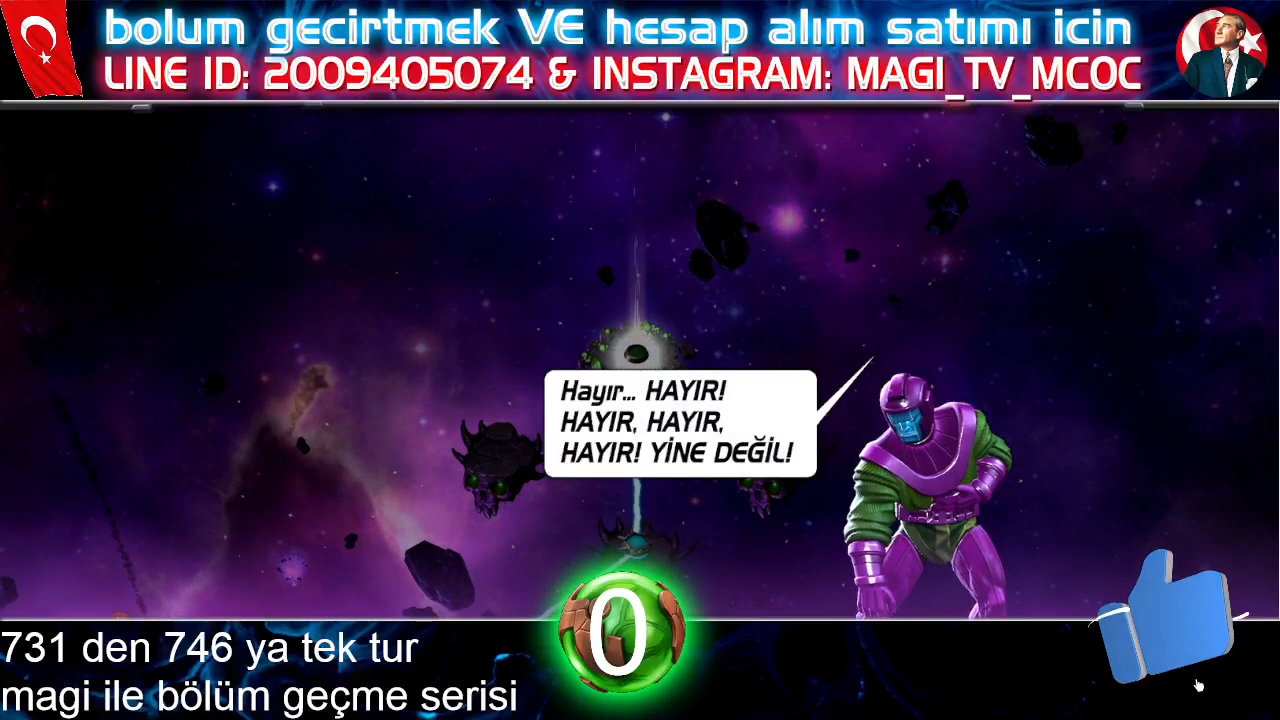 bolum gecirtmek VE hesap alım satımı icin
LINE ID: 2009405074 & INSTAGRAM: MAGI_TV_MCOC
Hayır... HAYIR!
HAYIR, HAYIR,
HAYIR! YİNE DEĞİL!
0
731 den 746 ya tek tur
magi ile bölüm geçme serisi